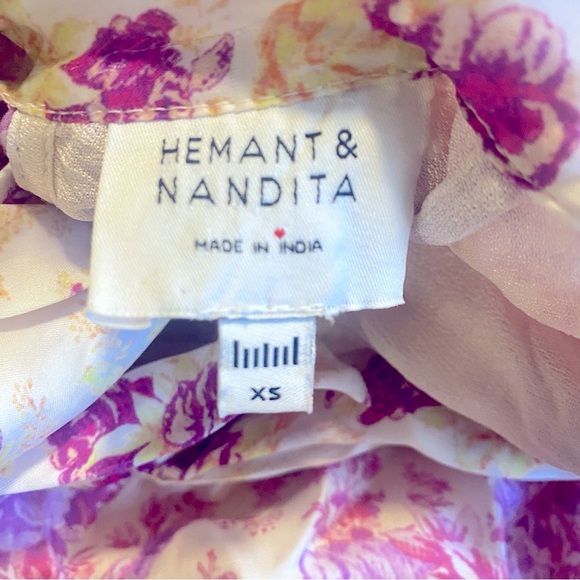 HEMANT &
NANDITA
MADE IN INDIA
XS